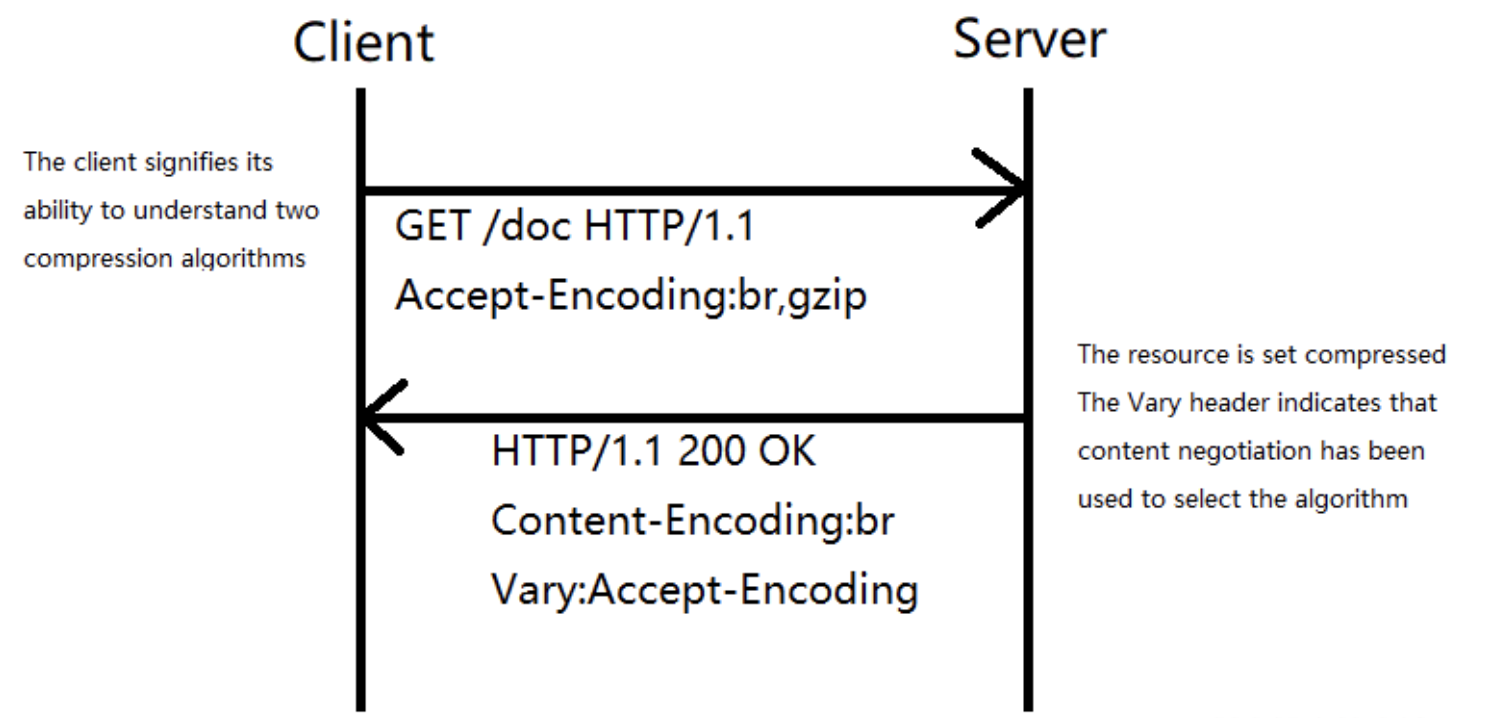 Client
Server
The client signifies its
ability to understand two
compression algorithms
GET /doc HTTP/1.1
Accept-Encoding:br,gzip
The resource is set compressed
The Vary header indicates that
content negotiation has been
used to select the algorithm
HTTP/1.1 200 OK
Content-Encoding:br
Vary:Accept-Encoding